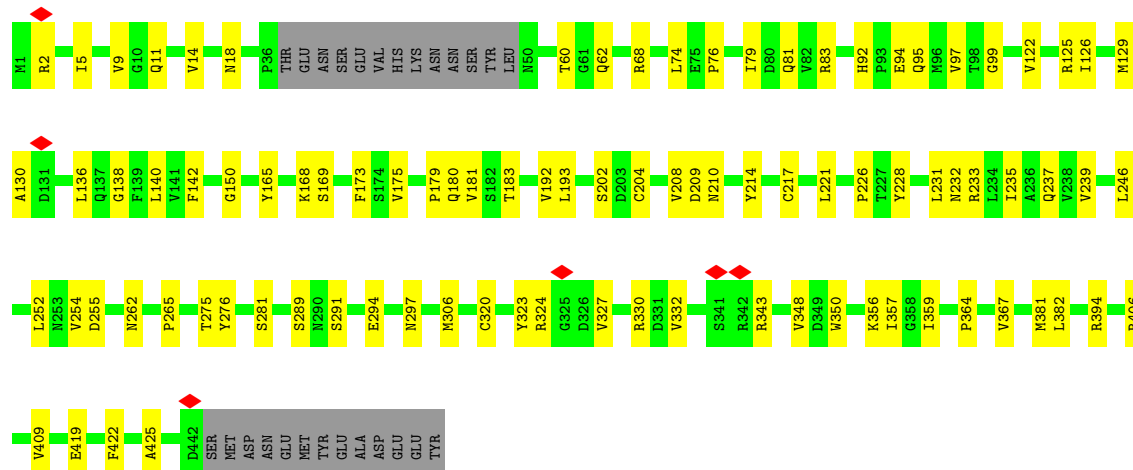 M1 R2 I5 V9 G10 Q11 V14 N18 P36 THR GLU ASN SER GLU VAL HIS LYS ASN ASN SER TYR LEU N50 T60 G61 Q62 R68 L74 E75 P76 I79 D80 Q81 V82 R83 H92 P93 E94 Q95 M96 V97 T98 G99 V122 R125 I126 M129
A130 D131 L136 Q137 G138 F139 L140 V141 F142 G150 Y165 K168 S169 F173 S174 V175 P179 Q180 V181 S182 T183 V192 L193 S202 D203 C204 V208 D209 N210 Y214 C217 L221 P226 T227 Y228 L231 N232 R233 L234 I235 A236 Q237 V238 V239 L246
L252 N253 V254 D255 N262 P265 T275 Y276 S281 S289 N290 S291 E294 N297 M306 C320 Y323 R324 G325 D326 V327 R330 D331 V332 S341 R342 R343 V348 D349 W350 K356 I357 G358 I359 P364 V367 M381 L382 R394
V409 E419 F422 A425 D442 SER MET ASP ASN GLU MET TYR GLU ALA ASP GLU GLU TYR